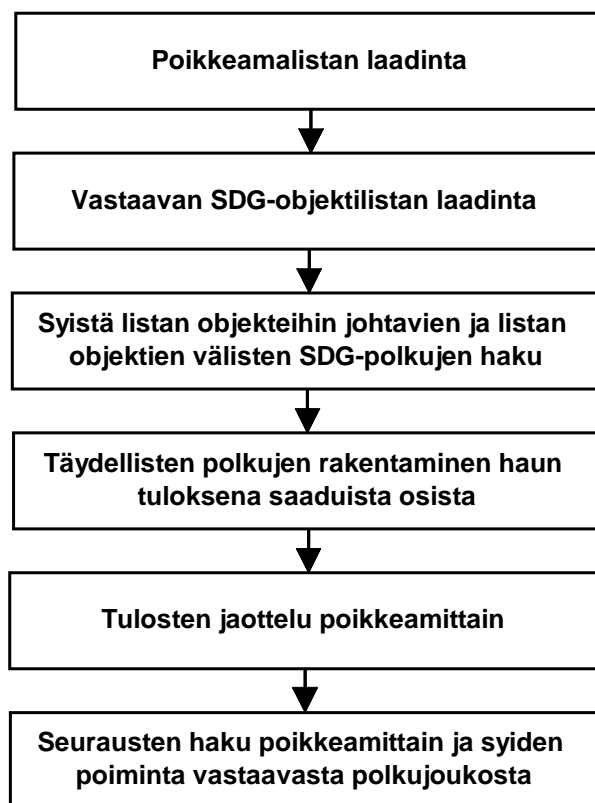 Poikkeamalistan laadinta
Vastaavan SDG-objektilistan laadinta
Syistä listan objekteihin johtavien ja listan
objektien välisten SDG-polkujen haku
Täydellisten polkujen rakentaminen haun
tuloksena saaduista osista
Tulosten jaottelu poikkeamittain
Seurausten haku poikkeamittain ja syiden
poiminta vastaavasta polkujoukosta